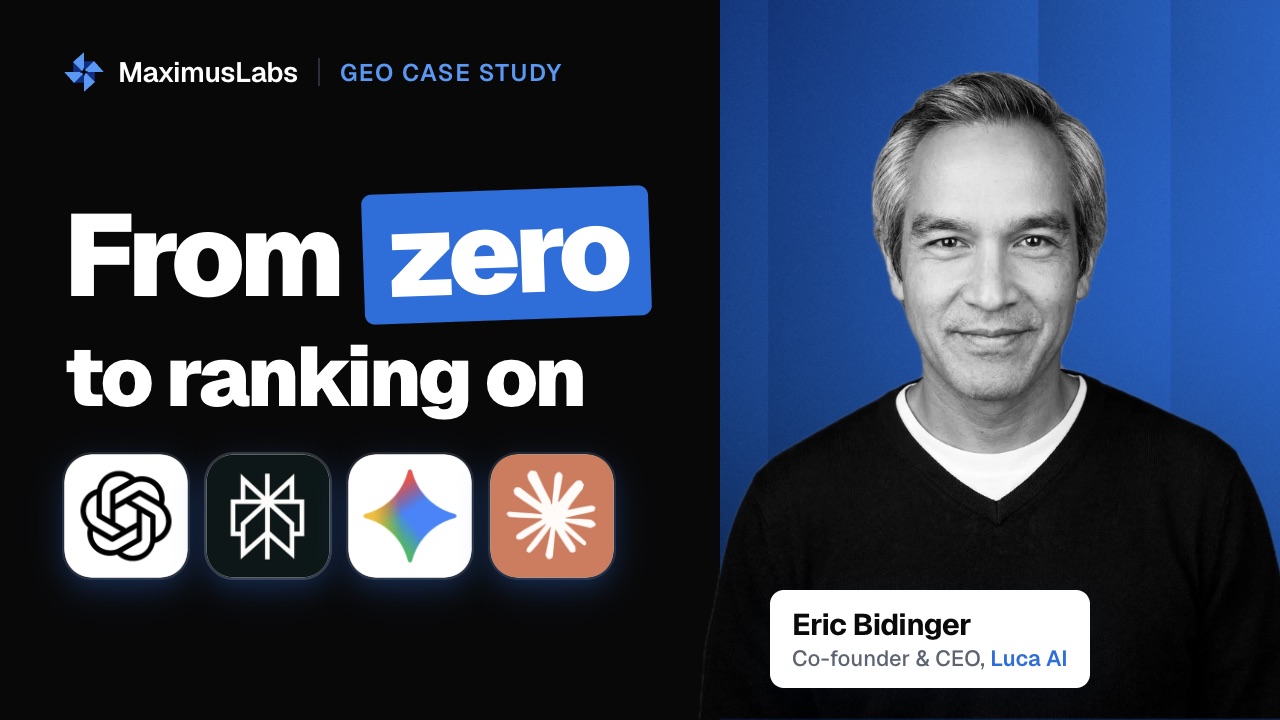 MaximusLabs | GEO CASE STUDY
From zero
to ranking on
Eric Bidinger
Co-founder & CEO, Luca AI